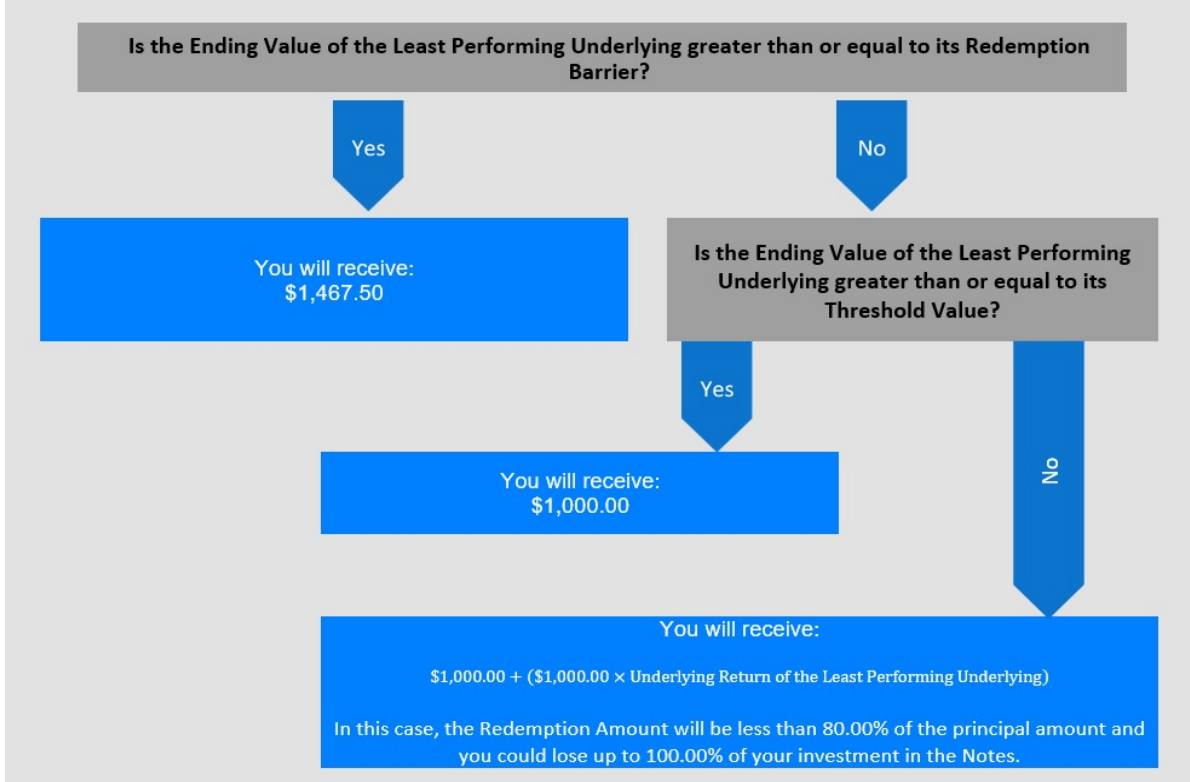 Is the Ending Value of the Least Performing Underlying greater than or equal to its Redemption
Barrier?
Yes
No
You will receive:
$1,467.50
Is the Ending Value of the Least Performing
Underlying greater than or equal to its
Threshold Value?
Yes
No
You will receive:
$1,000.00
You will receive:
$1,000.00 + ($1,000.00 × Underlying Return of the Least Performing Underlying)
In this case, the Redemption Amount will be less than 80.00% of the principal amount and
you could lose up to 100.00% of your investment in the Notes.